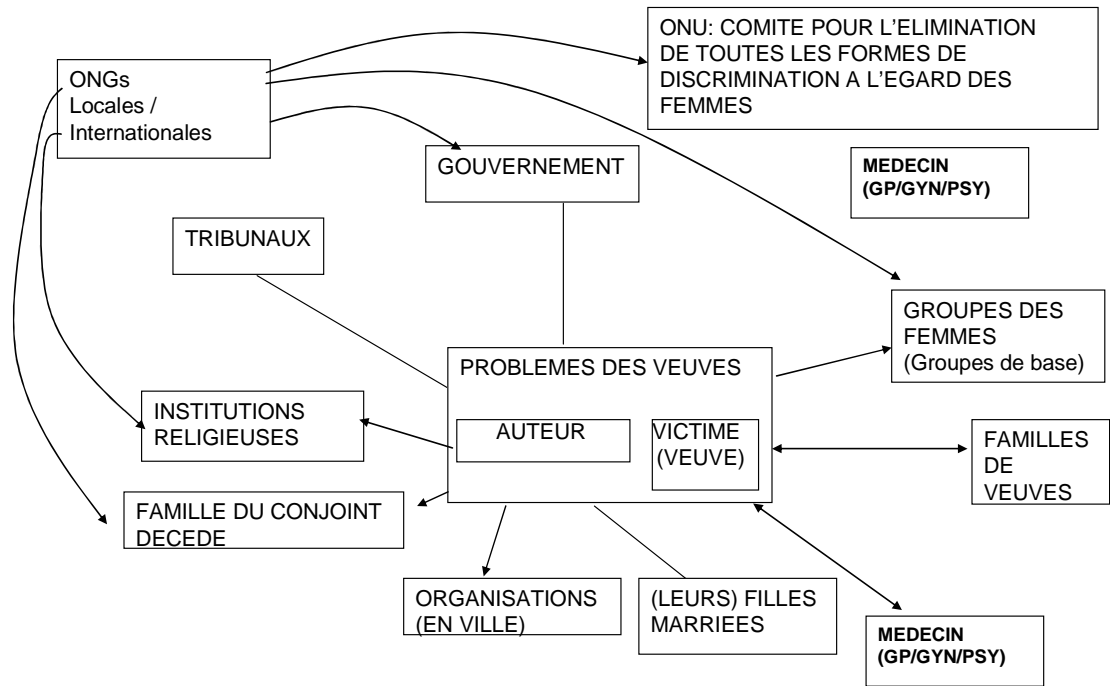 ONU: COMITE POUR L'ELIMINATION
DE TOUTES LES FORMES DE
DISCRIMINATION A L'EGARD DES
FEMMES
ONGs
Locales /
Internationales
GOUVERNEMENT
MEDECIN
(GP/GYN/PSY)
TRIBUNAUX
GROUPES DES
FEMMES
(Groupes de base)
PROBLEMES DES VEUVES
AUTEUR
VICTIME
(VEUVE)
INSTITUTIONS
RELIGIEUSES
FAMILLES
DE
VEUVES
FAMILLE DU CONJOINT
DECEDE
ORGANISATIONS
(EN VILLE)
(LEURS) FILLES
MARRIEES
MEDECIN
(GP/GYN/PSY)